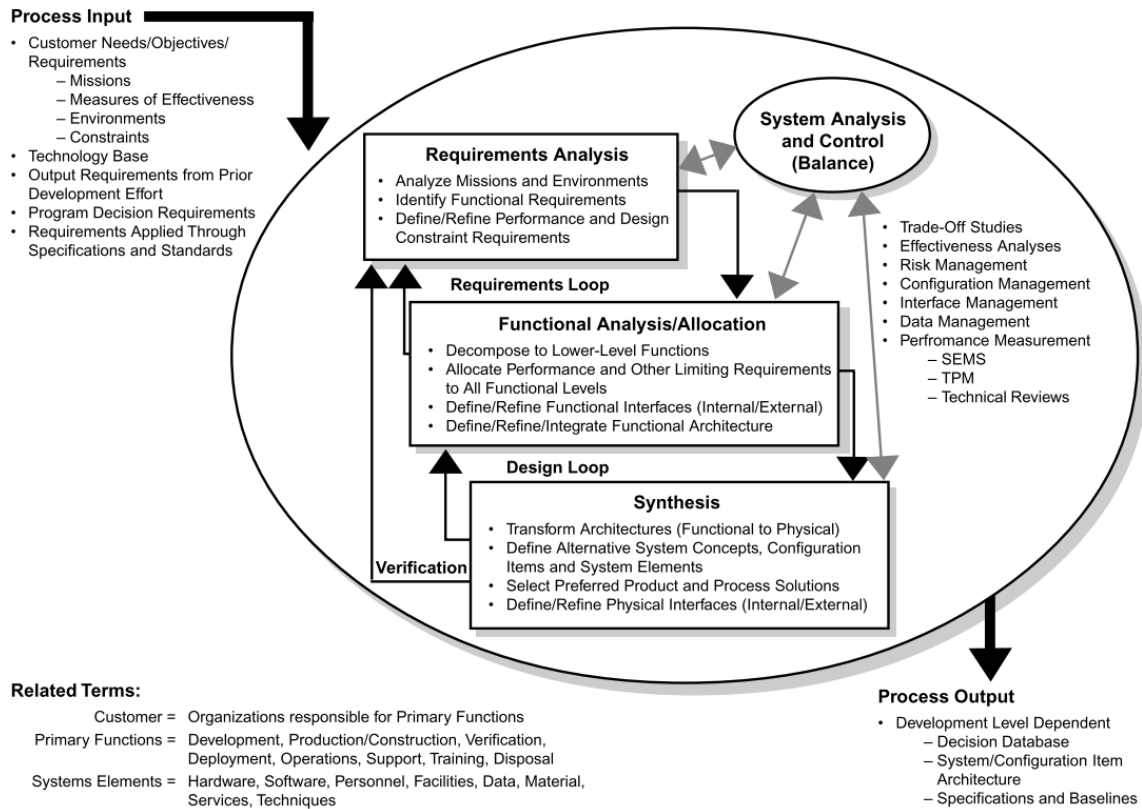 Process Input
• Customer Needs/Objectives/
Requirements
– Missions
– Measures of Effectiveness
– Environments
– Constraints
• Technology Base
• Output Requirements from Prior
Development Effort
• Program Decision Requirements
• Requirements Applied Through
Specifications and Standards
System Analysis
and Control
(Balance)
Requirements Analysis
• Analyze Missions and Environments
• Identify Functional Requirements
• Define/Refine Performance and Design
Constraint Requirements
• Trade-Off Studies
• Effectiveness Analyses
• Risk Management
• Configuration Management
• Interface Management
• Data Management
• Perfromance Measurement
– SEMS
– TPM
– Technical Reviews
Requirements Loop
Functional Analysis/Allocation
• Decompose to Lower-Level Functions
• Allocate Performance and Other Limiting Requirements
to All Functional Levels
• Define/Refine Functional Interfaces (Internal/External)
• Define/Refine/Integrate Functional Architecture
Design Loop
Synthesis
• Transform Architectures (Functional to Physical)
• Define Alternative System Concepts, Configuration
Items and System Elements
• Select Preferred Product and Process Solutions
• Define/Refine Physical Interfaces (Internal/External)
Verification
Related Terms:
Customer = Organizations responsible for Primary Functions
Primary Functions = Development, Production/Construction, Verification,
Deployment, Operations, Support, Training, Disposal
Systems Elements = Hardware, Software, Personnel, Facilities, Data, Material,
Services, Techniques
Process Output
• Development Level Dependent
– Decision Database
– System/Configuration Item
Architecture
– Specifications and Baselines